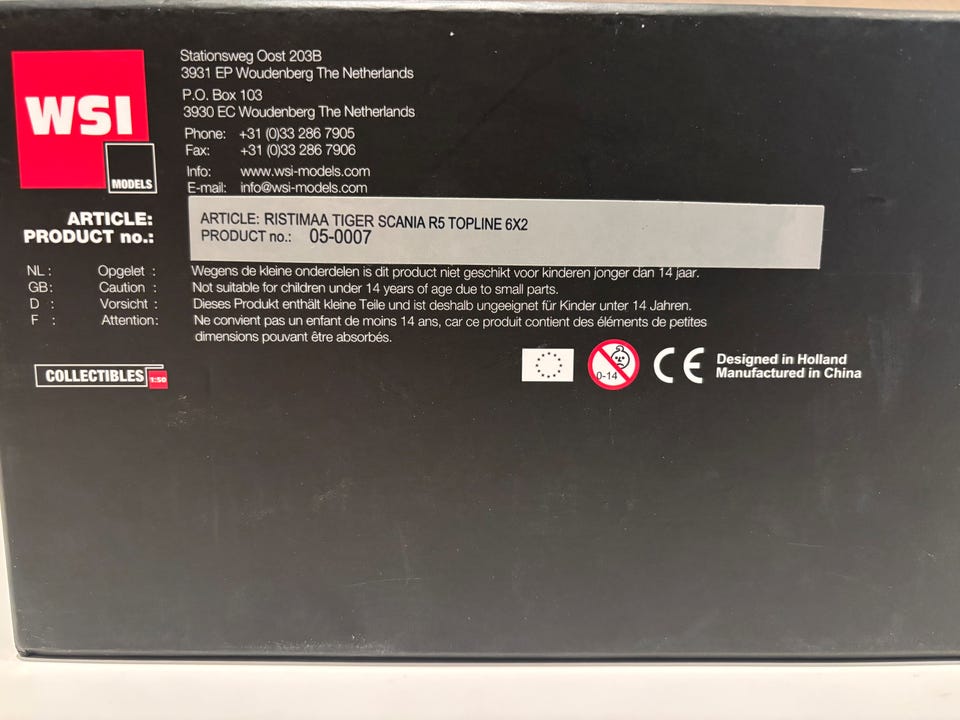 WSI
MODELS
Stationsweg Oost 203B
3931 EP Woudenberg The Netherlands
P.O. Box 103
3930 EC Woudenberg The Netherlands
Phone: +31 (0)33 286 7905
Fax: +31 (0)33 286 7906
Info: www.wsi-models.com
E-mail: info@wsi-models.com
ARTICLE: ARTICLE: RISTIMAA TIGER SCANIA R5 TOPLINE 6X2
PRODUCT no.: PRODUCT no.: 05-0007
NL : Opgelet : Wegens de kleine onderdelen is dit product niet geschikt voor kinderen jonger dan 14 jaar.
GB: Caution : Not suitable for children under 14 years of age due to small parts.
D : Vorsicht : Dieses Produkt enthält kleine Teile und ist deshalb ungeeignet für Kinder unter 14 Jahren.
F : Attention: Ne convient pas un enfant de moins 14 ans, car ce produit contient des éléments de petites
dimensions pouvant être absorbés.
COLLECTIBLES 1:50
0-14
CE
Designed in Holland
Manufactured in China